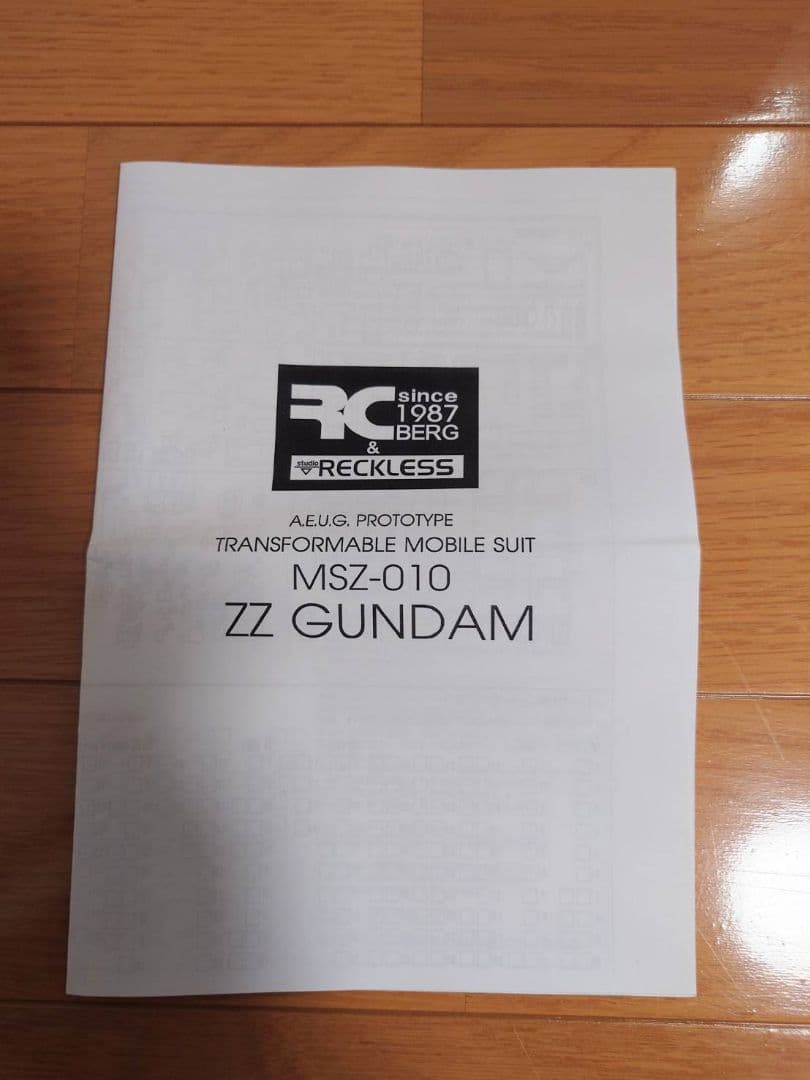 RC since
1987
BERG
&
studio RECKLESS
A.E.U.G. PROTOTYPE
TRANSFORMABLE MOBILE SUIT
MSZ-010
ZZ GUNDAM